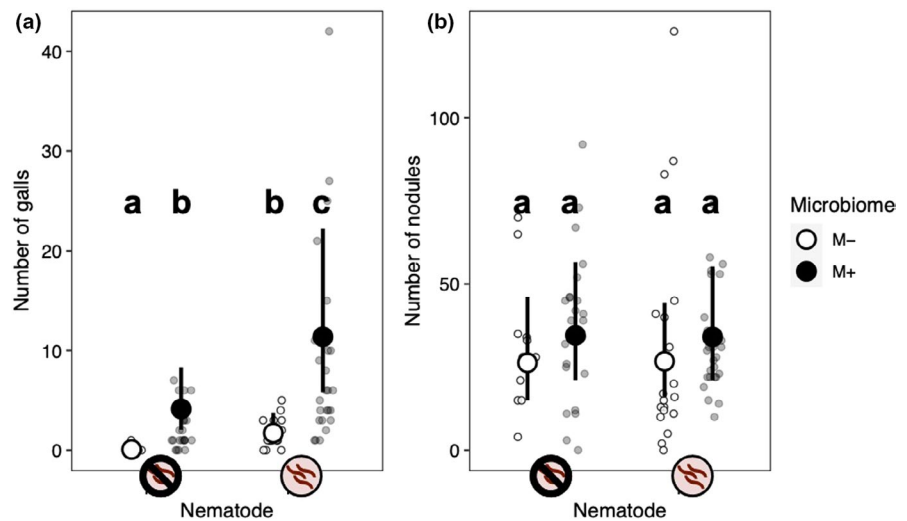 (a)
Number of galls
40
30
20
10
0
a b b c
Nematode
(b)
Number of nodules
100
50
0
a a a a
Nematode
Microbiome
M−
M+